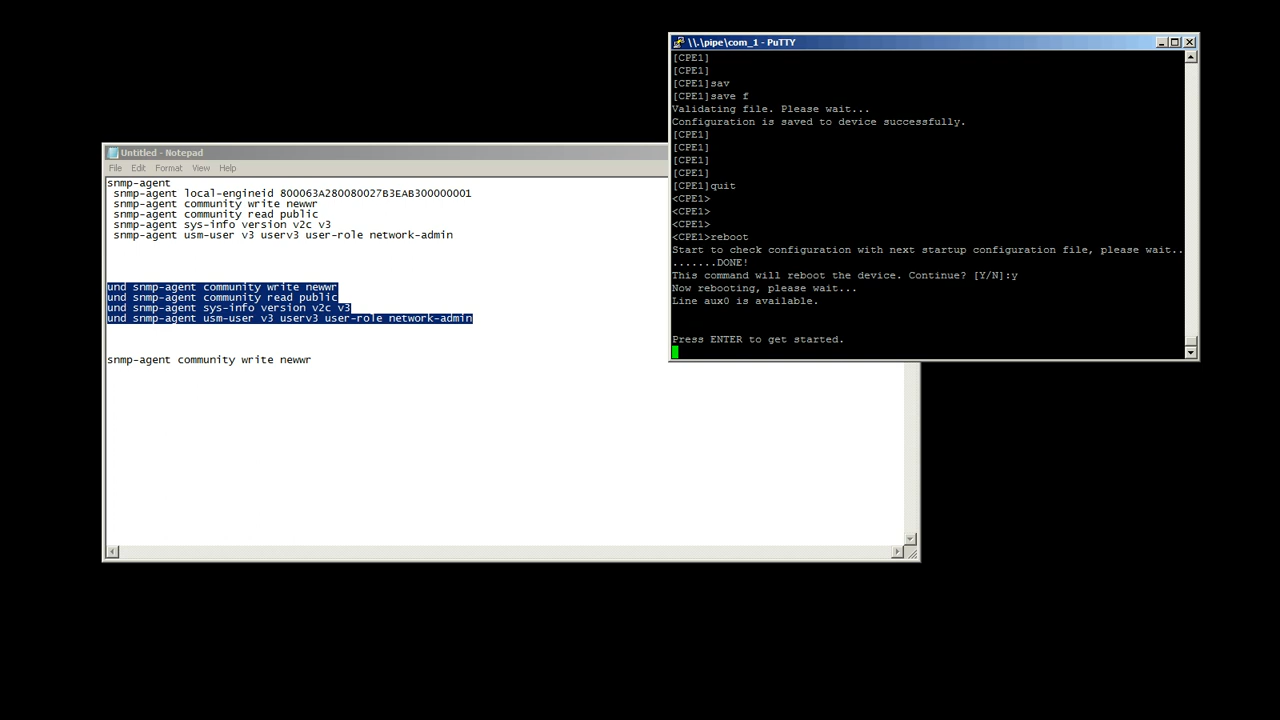 Untitled - Notepad
File Edit Format View Help
snmp-agent
snmp-agent local-engineid 800063A280080027B3EAB300000001
snmp-agent community write newwr
snmp-agent community read public
snmp-agent sys-info version v2c v3
snmp-agent usm-user v3 userv3 user-role network-admin
und snmp-agent community write newwr
und snmp-agent community read public
und snmp-agent sys-info version v2c v3
und snmp-agent usm-user v3 userv3 user-role network-admin
snmp-agent community write newwr
\\.\pipe\com_1 - PuTTY
[CPE1]
[CPE1]
[CPE1]sav
[CPE1]save f
Validating file. Please wait...
Configuration is saved to device successfully.
[CPE1]
[CPE1]
[CPE1]
[CPE1]
[CPE1]quit
<CPE1>
<CPE1>
<CPE1>
<CPE1>reboot
Start to check configuration with next startup configuration file, please wait..
.......DONE!
This command will reboot the device. Continue? [Y/N]:y
Now rebooting, please wait...
Line aux0 is available.
Press ENTER to get started.